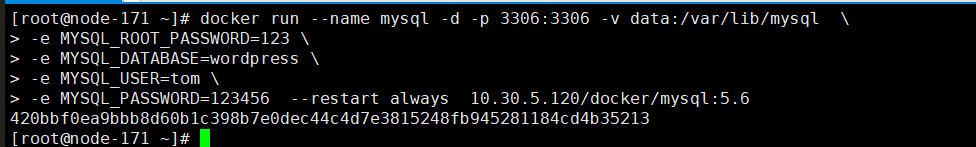 [root@node-171 ~]# docker run --name mysql -d -p 3306:3306 -v data:/var/lib/mysql  \
> -e MYSQL_ROOT_PASSWORD=123 \
> -e MYSQL_DATABASE=wordpress \
> -e MYSQL_USER=tom \
> -e MYSQL_PASSWORD=123456  --restart always  10.30.5.120/docker/mysql:5.6
420bbf0ea9bbb8d60b1c398b7e0dec44c4d7e3815248fb945281184cd4b35213
[root@node-171 ~]#